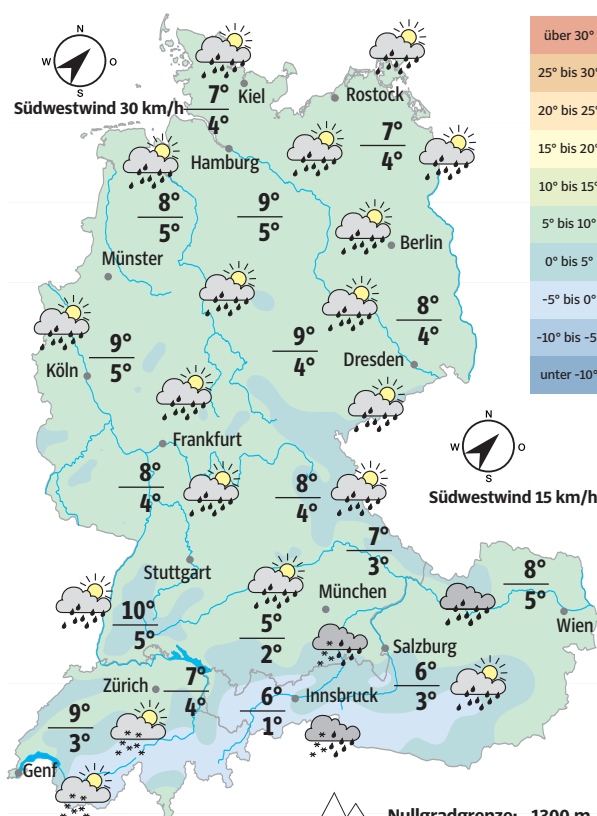 N
W O
S
Südwestwind 30 km/h
Kiel
7°
4°
Rostock
7°
4°
Hamburg
8°
5°
9°
5°
Berlin
Münster
8°
4°
9°
5°
9°
4°
Köln
Dresden
Frankfurt
8°
4°
8°
4°
N
W O
S
Südwestwind 15 km/h
7°
3°
Stuttgart
München
8°
5°
10°
5°
5°
2°
Wien
Salzburg
Zürich
7°
4°
6°
1°
Innsbruck
6°
3°
9°
3°
Genf
Nullgradgrenze: 1300 m
über 30°
25° bis 30°
20° bis 25°
15° bis 20°
10° bis 15°
5° bis 10°
0° bis 5°
-5° bis 0°
-10° bis -5
unter -10°